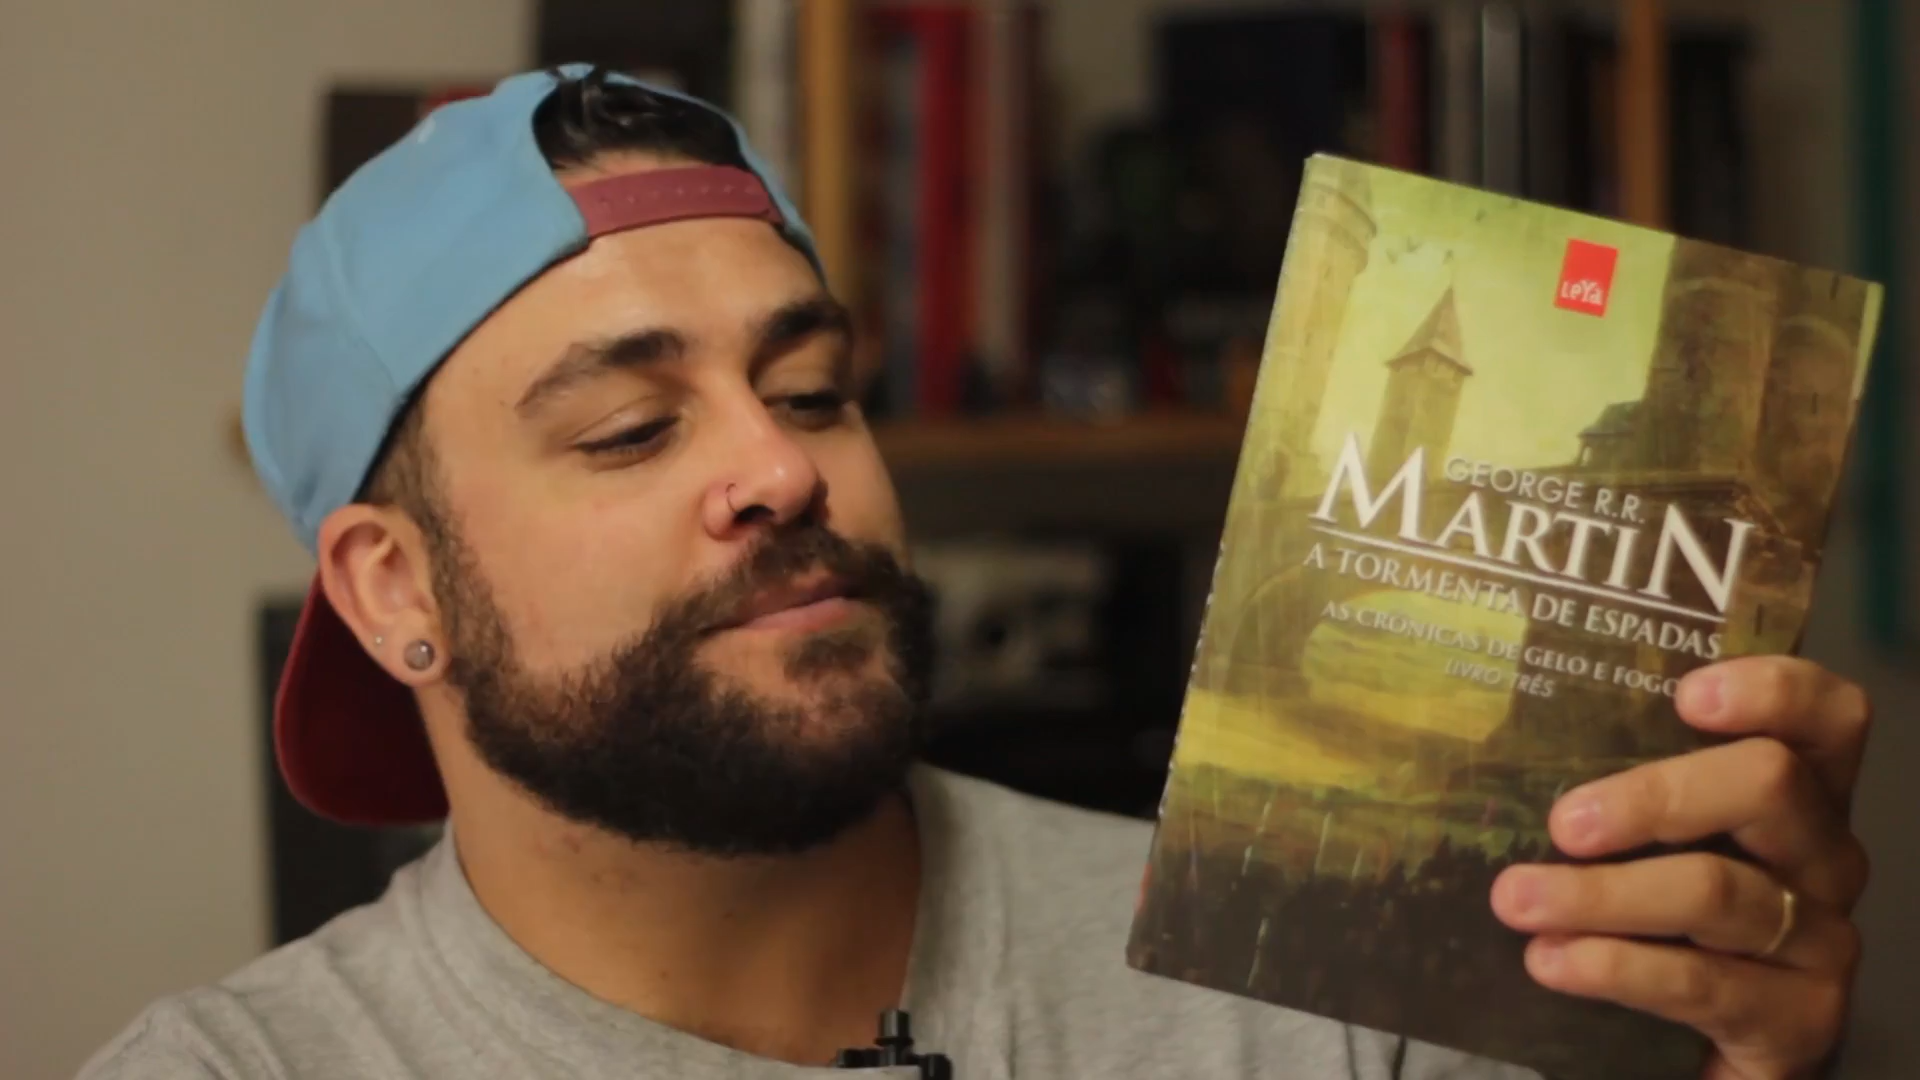 LeYa
GEORGE R.R.
MARTIN
A TORMENTA DE ESPADAS
AS CRÔNICAS DE GELO E FOGO
LIVRO TRÊS